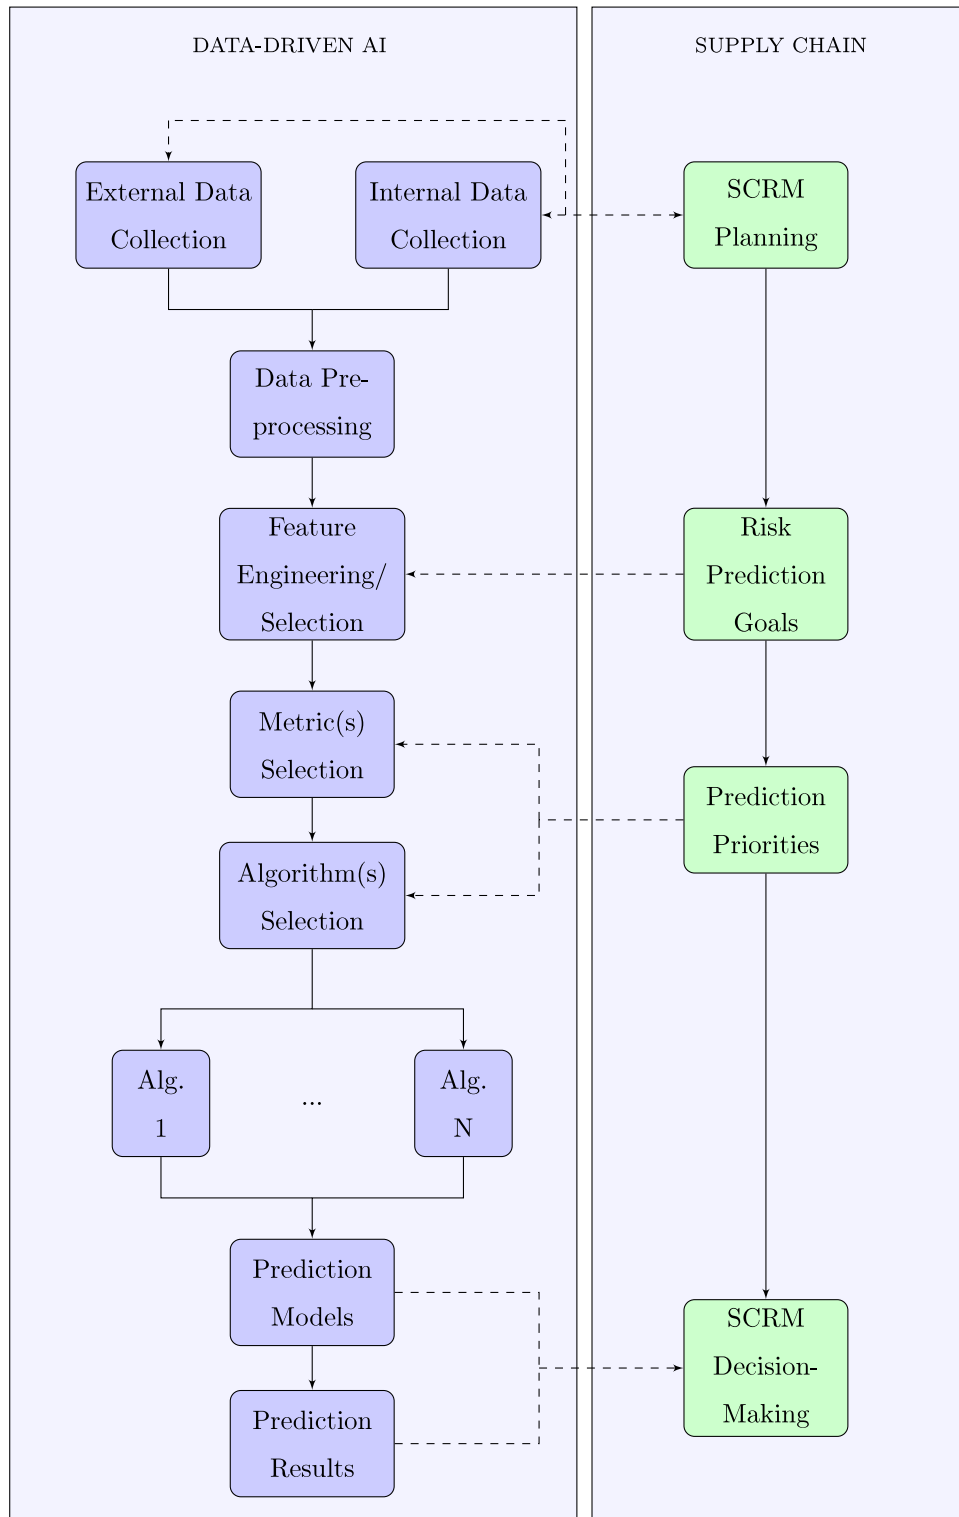 DATA-DRIVEN AI
SUPPLY CHAIN
External Data
Collection
Internal Data
Collection
SCRM
Planning
Data Pre-
processing
Feature
Engineering/
Selection
Risk
Prediction
Goals
Metric(s)
Selection
Prediction
Priorities
Algorithm(s)
Selection
Alg.
1
...
Alg.
N
Prediction
Models
SCRM
Decision-
Making
Prediction
Results